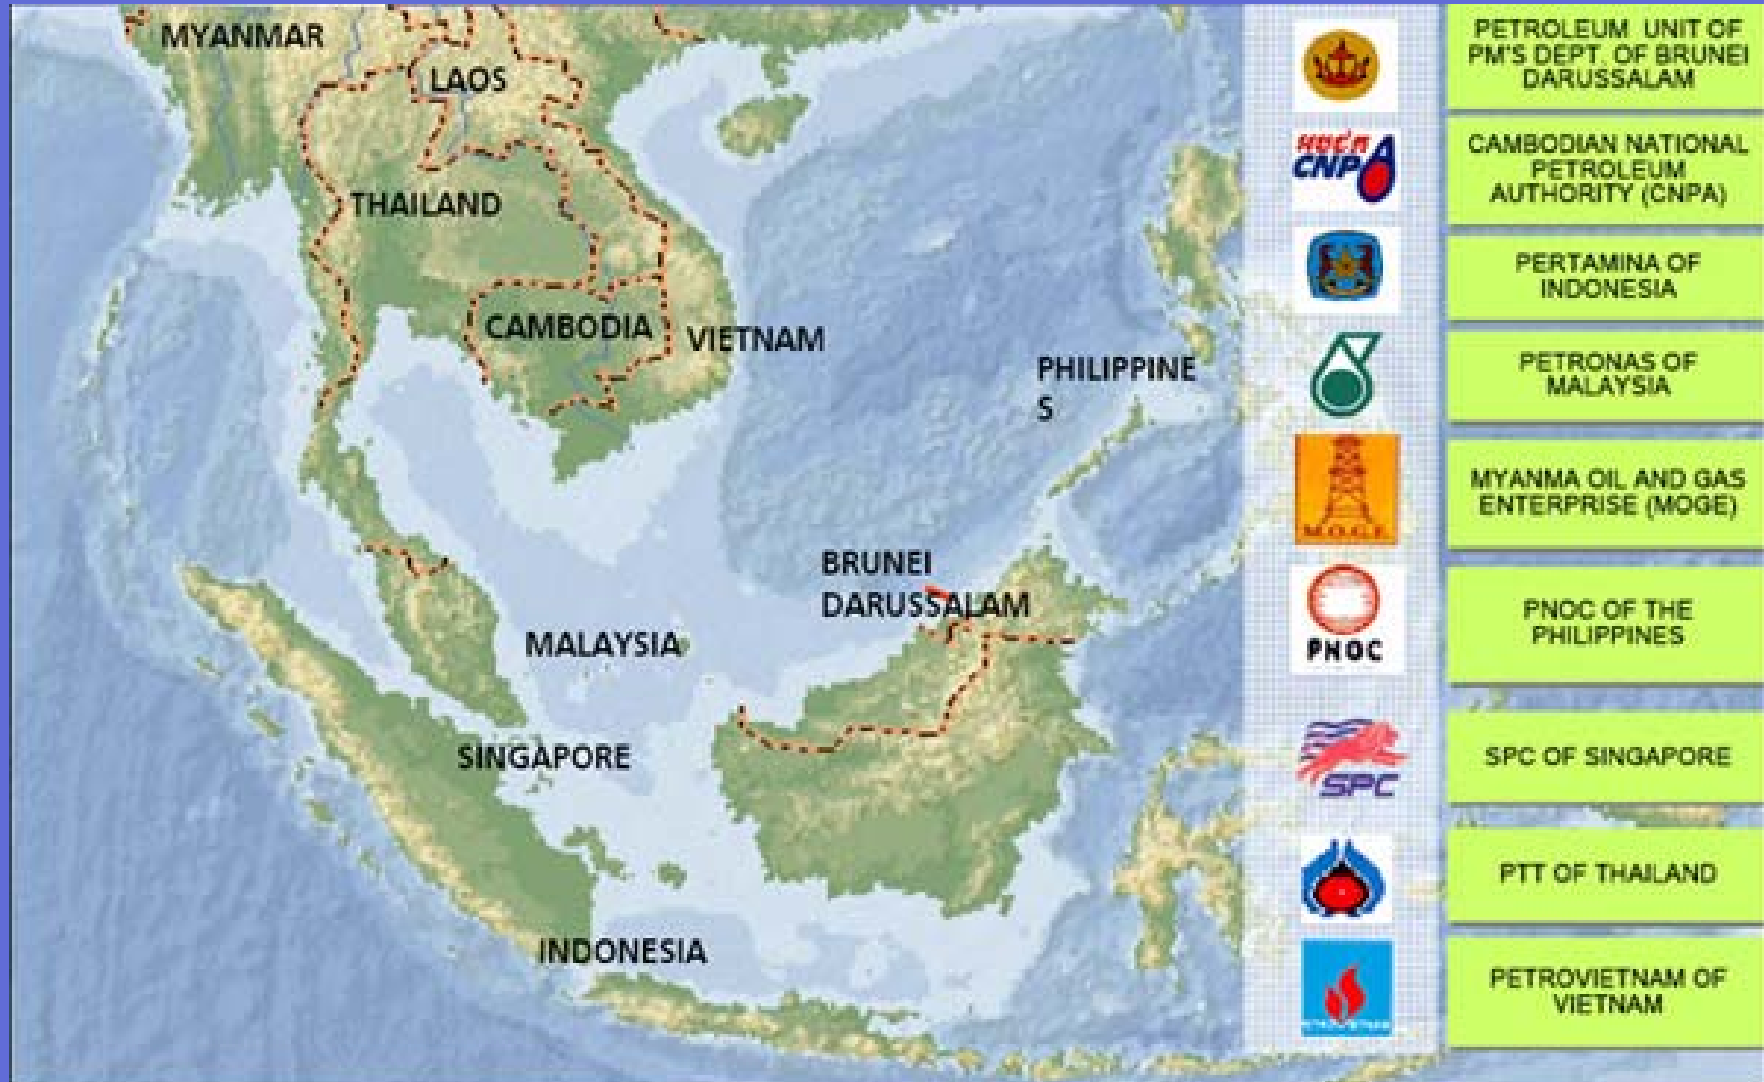 MYANMAR
LAOS
THAILAND
CAMBODIA
VIETNAM
PHILIPPINE
S
BRUNEI
DARUSSALAM
MALAYSIA
SINGAPORE
INDONESIA
PETROLEUM UNIT OF
PM'S DEPT. OF BRUNEI
DARUSSALAM
CNPA
CAMBODIAN NATIONAL
PETROLEUM
AUTHORITY (CNPA)
PERTAMINA OF
INDONESIA
PETRONAS OF
MALAYSIA
M.O.G.E
MYANMA OIL AND GAS
ENTERPRISE (MOGE)
PNOC
PNOC OF THE
PHILIPPINES
SPC
SPC OF SINGAPORE
PTT OF THAILAND
PETROVIETNAM
PETROVIETNAM OF
VIETNAM